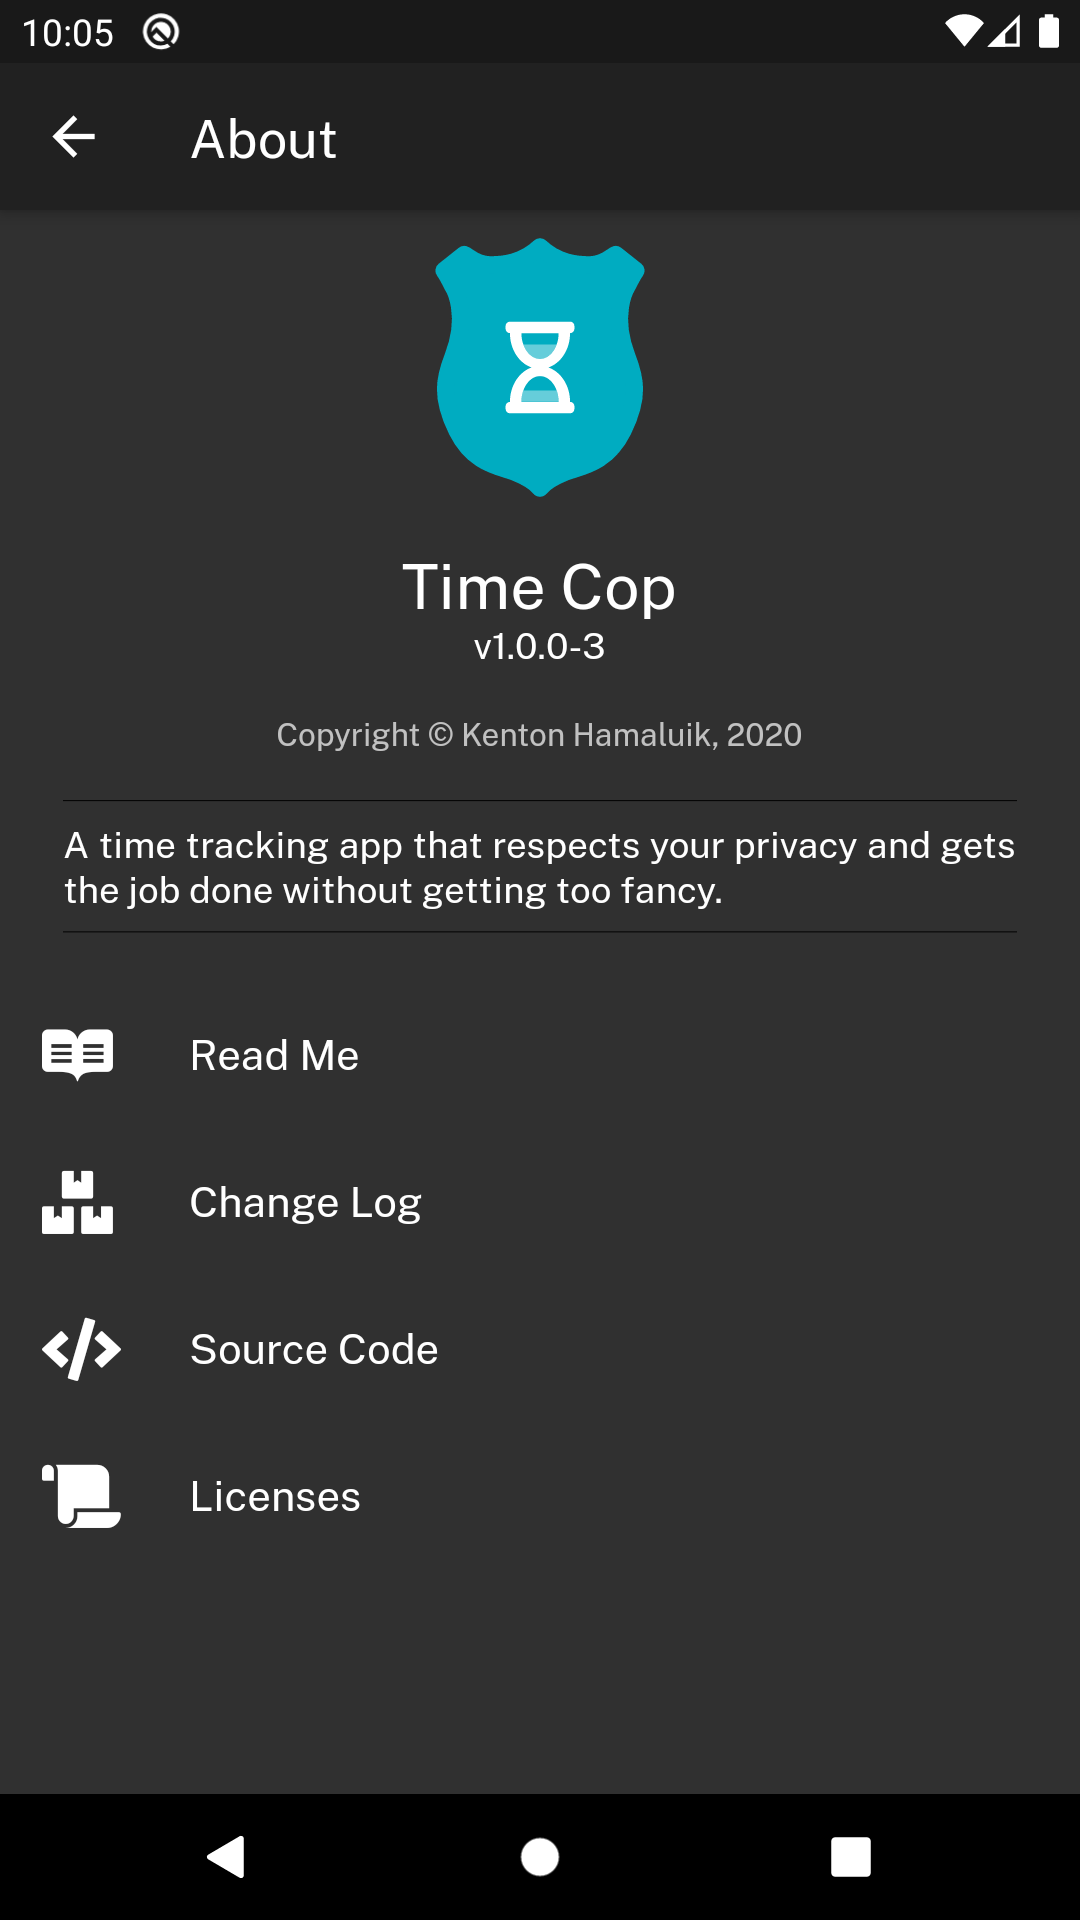 10:05
About
Time Cop
v1.0.0-3
Copyright © Kenton Hamaluik, 2020
A time tracking app that respects your privacy and gets
the job done without getting too fancy.
Read Me
Change Log
Source Code
Licenses